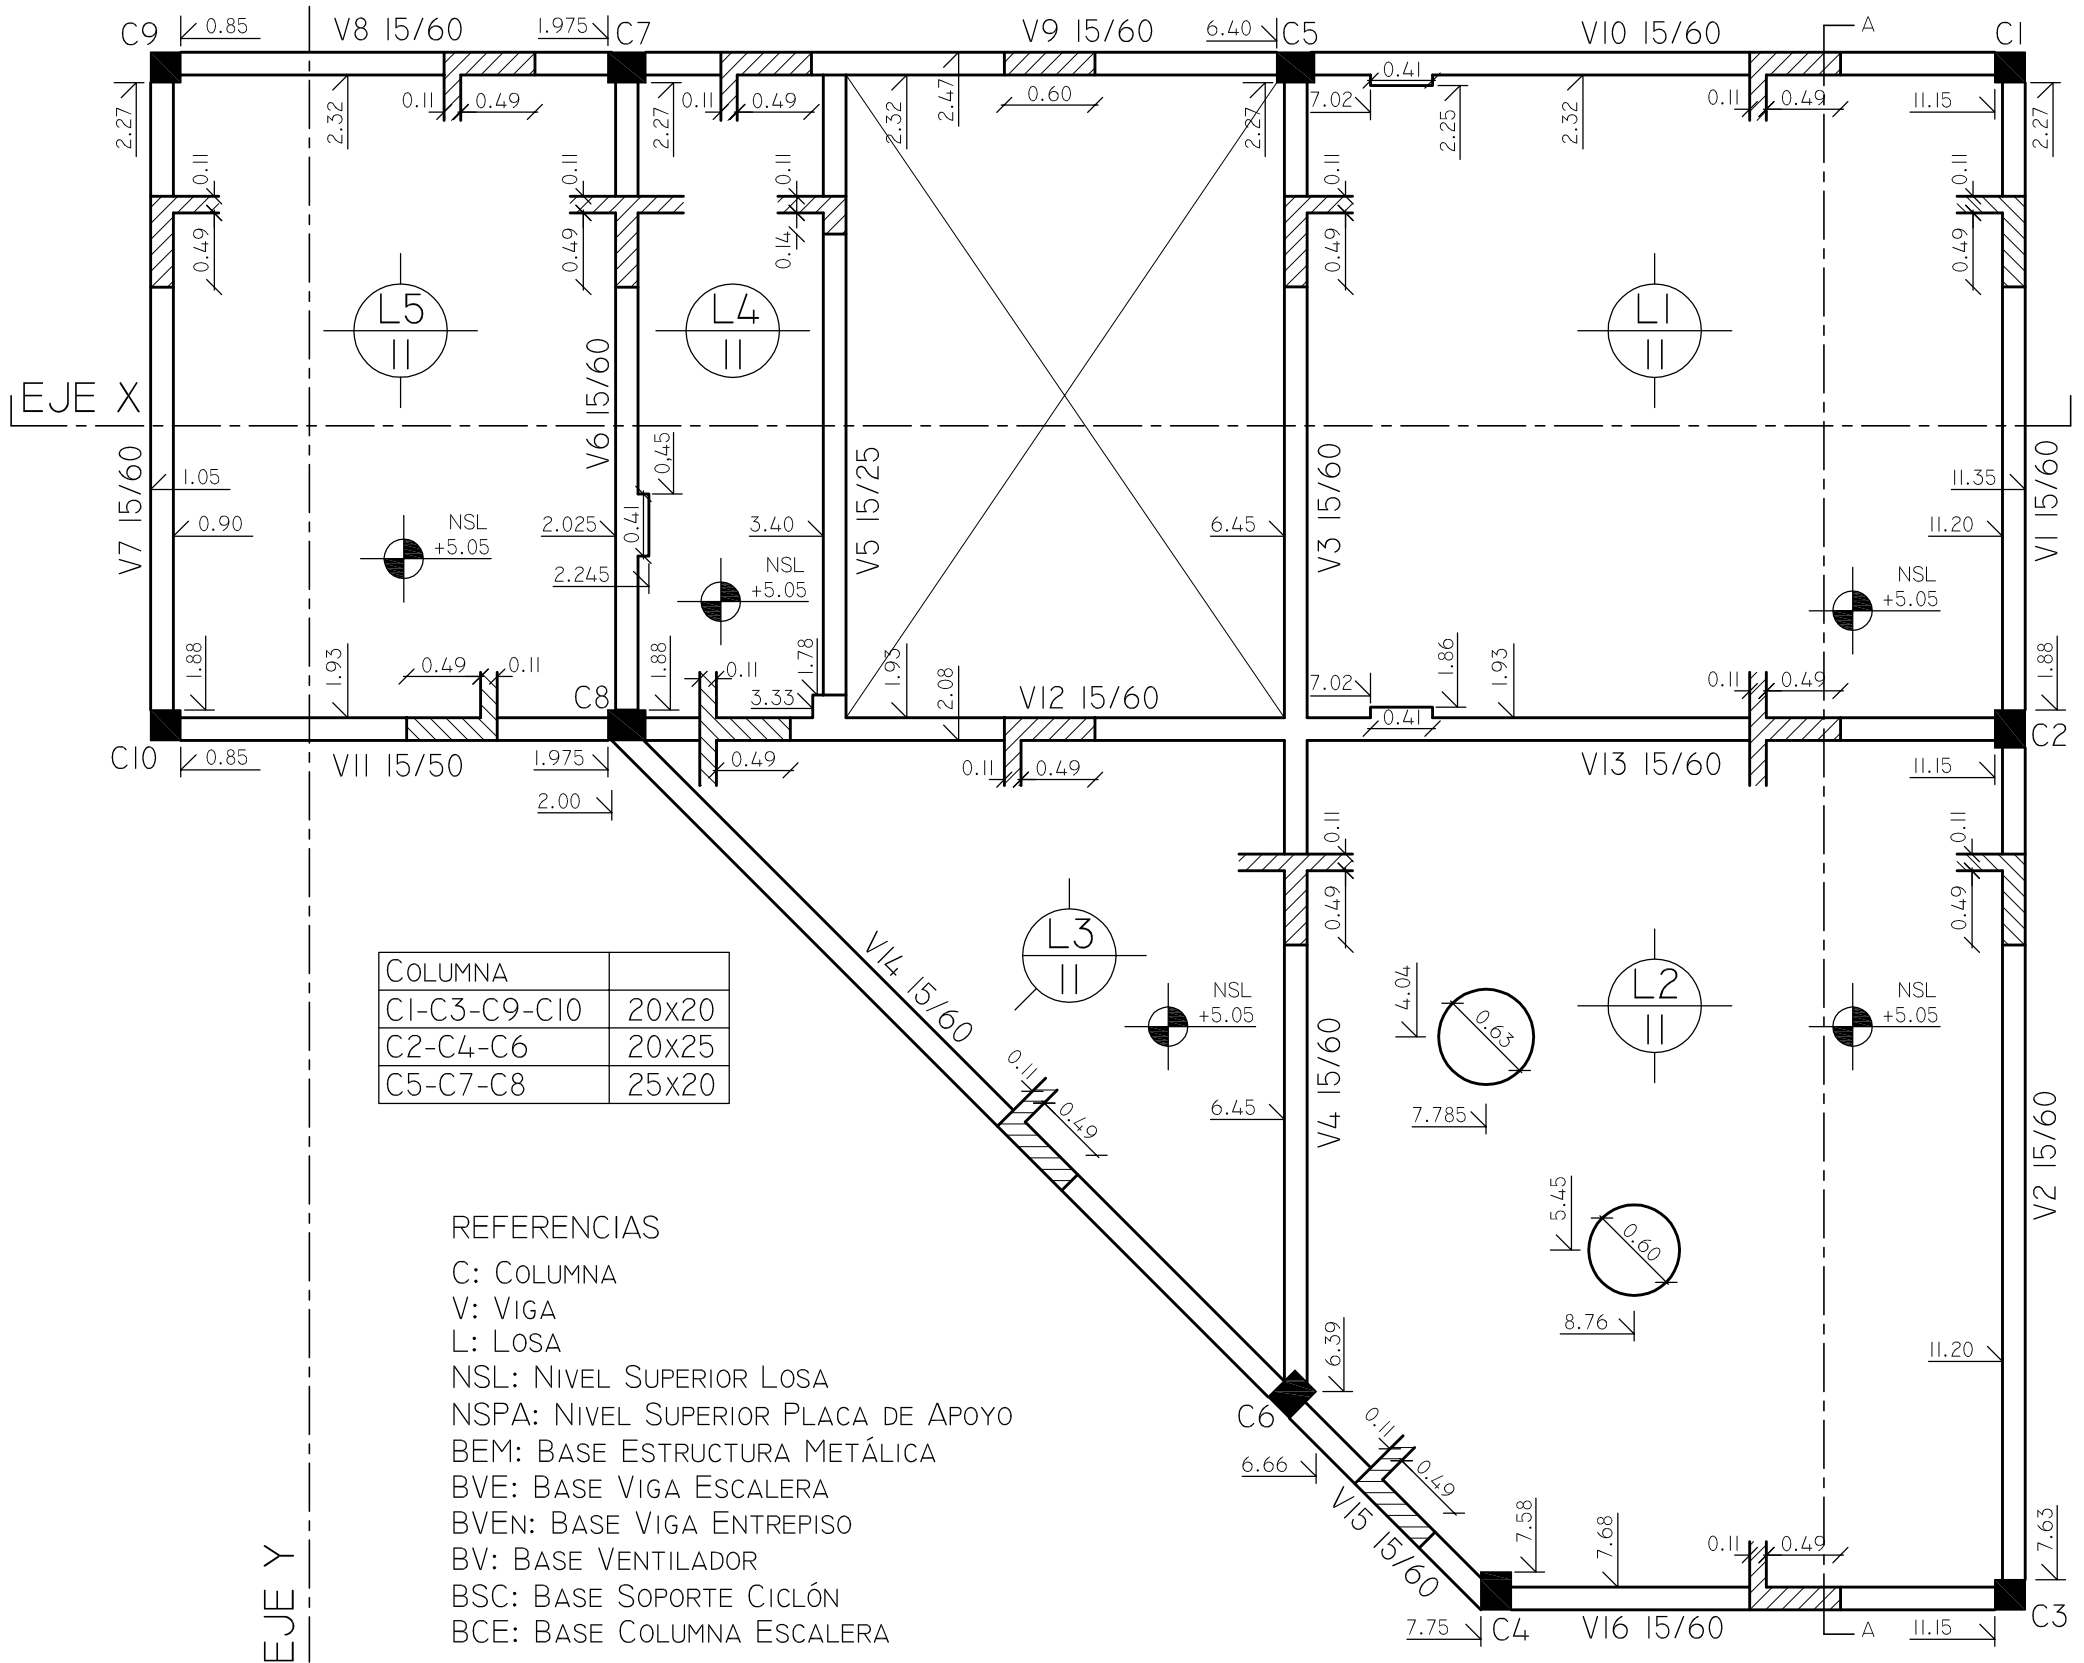 C9
0.85
V8 15/60
1.975
C7
V9 15/60
6.40
C5
V10 15/60
A
C1
2.27
2.32
0.11
0.49
2.27
0.11
0.49
2.32
2.47
0.60
2.27
7.02
0.41
2.25
2.32
0.11
0.49
11.15
2.27
0.11
0.49
0.11
0.49
0.11
0.14
0.11
0.49
0.11
0.49
L5
11
L4
11
L1
11
EJE X
V7 15/60
1.05
0.90
V6 15/60
0,45
0.41
2.025
2.245
3.40
V5 15/25
6.45
V3 15/60
11.35
11.20
V1 15/60
NSL
+5.05
NSL
+5.05
NSL
+5.05
1.88
1.93
0.49
0.11
C8
1.88
0.11
1.78
3.33
1.93
2.08
V12 15/60
7.02
0.41
1.86
1.93
0.11
0.49
1.88
C2
C10
0.85
V11 15/50
1.975
2.00
0.49
0.11
0.49
V13 15/60
11.15
0.11
0.49
0.11
0.49
V14 15/60
L3
11
NSL
+5.05
4.04
0.63
7.785
L2
11
NSL
+5.05
COLUMNA
C1-C3-C9-C10 20X20
C2-C4-C6 20X25
C5-C7-C8 25X20
0.11
0.49
6.45
V4 15/60
5.45
0.60
8.76
V2 15/60
11.20
REFERENCIAS
C: COLUMNA
V: VIGA
L: LOSA
NSL: NIVEL SUPERIOR LOSA
NSPA: NIVEL SUPERIOR PLACA DE APOYO
BEM: BASE ESTRUCTURA METÁLICA
BVE: BASE VIGA ESCALERA
BVEN: BASE VIGA ENTREPISO
BV: BASE VENTILADOR
BSC: BASE SOPORTE CICLÓN
BCE: BASE COLUMNA ESCALERA
6.39
C6
6.66
0.11
0.49
V15 15/60
7.58
7.68
0.11
0.49
7.63
EJE Y
7.75
C4
V16 15/60
A
11.15
C3